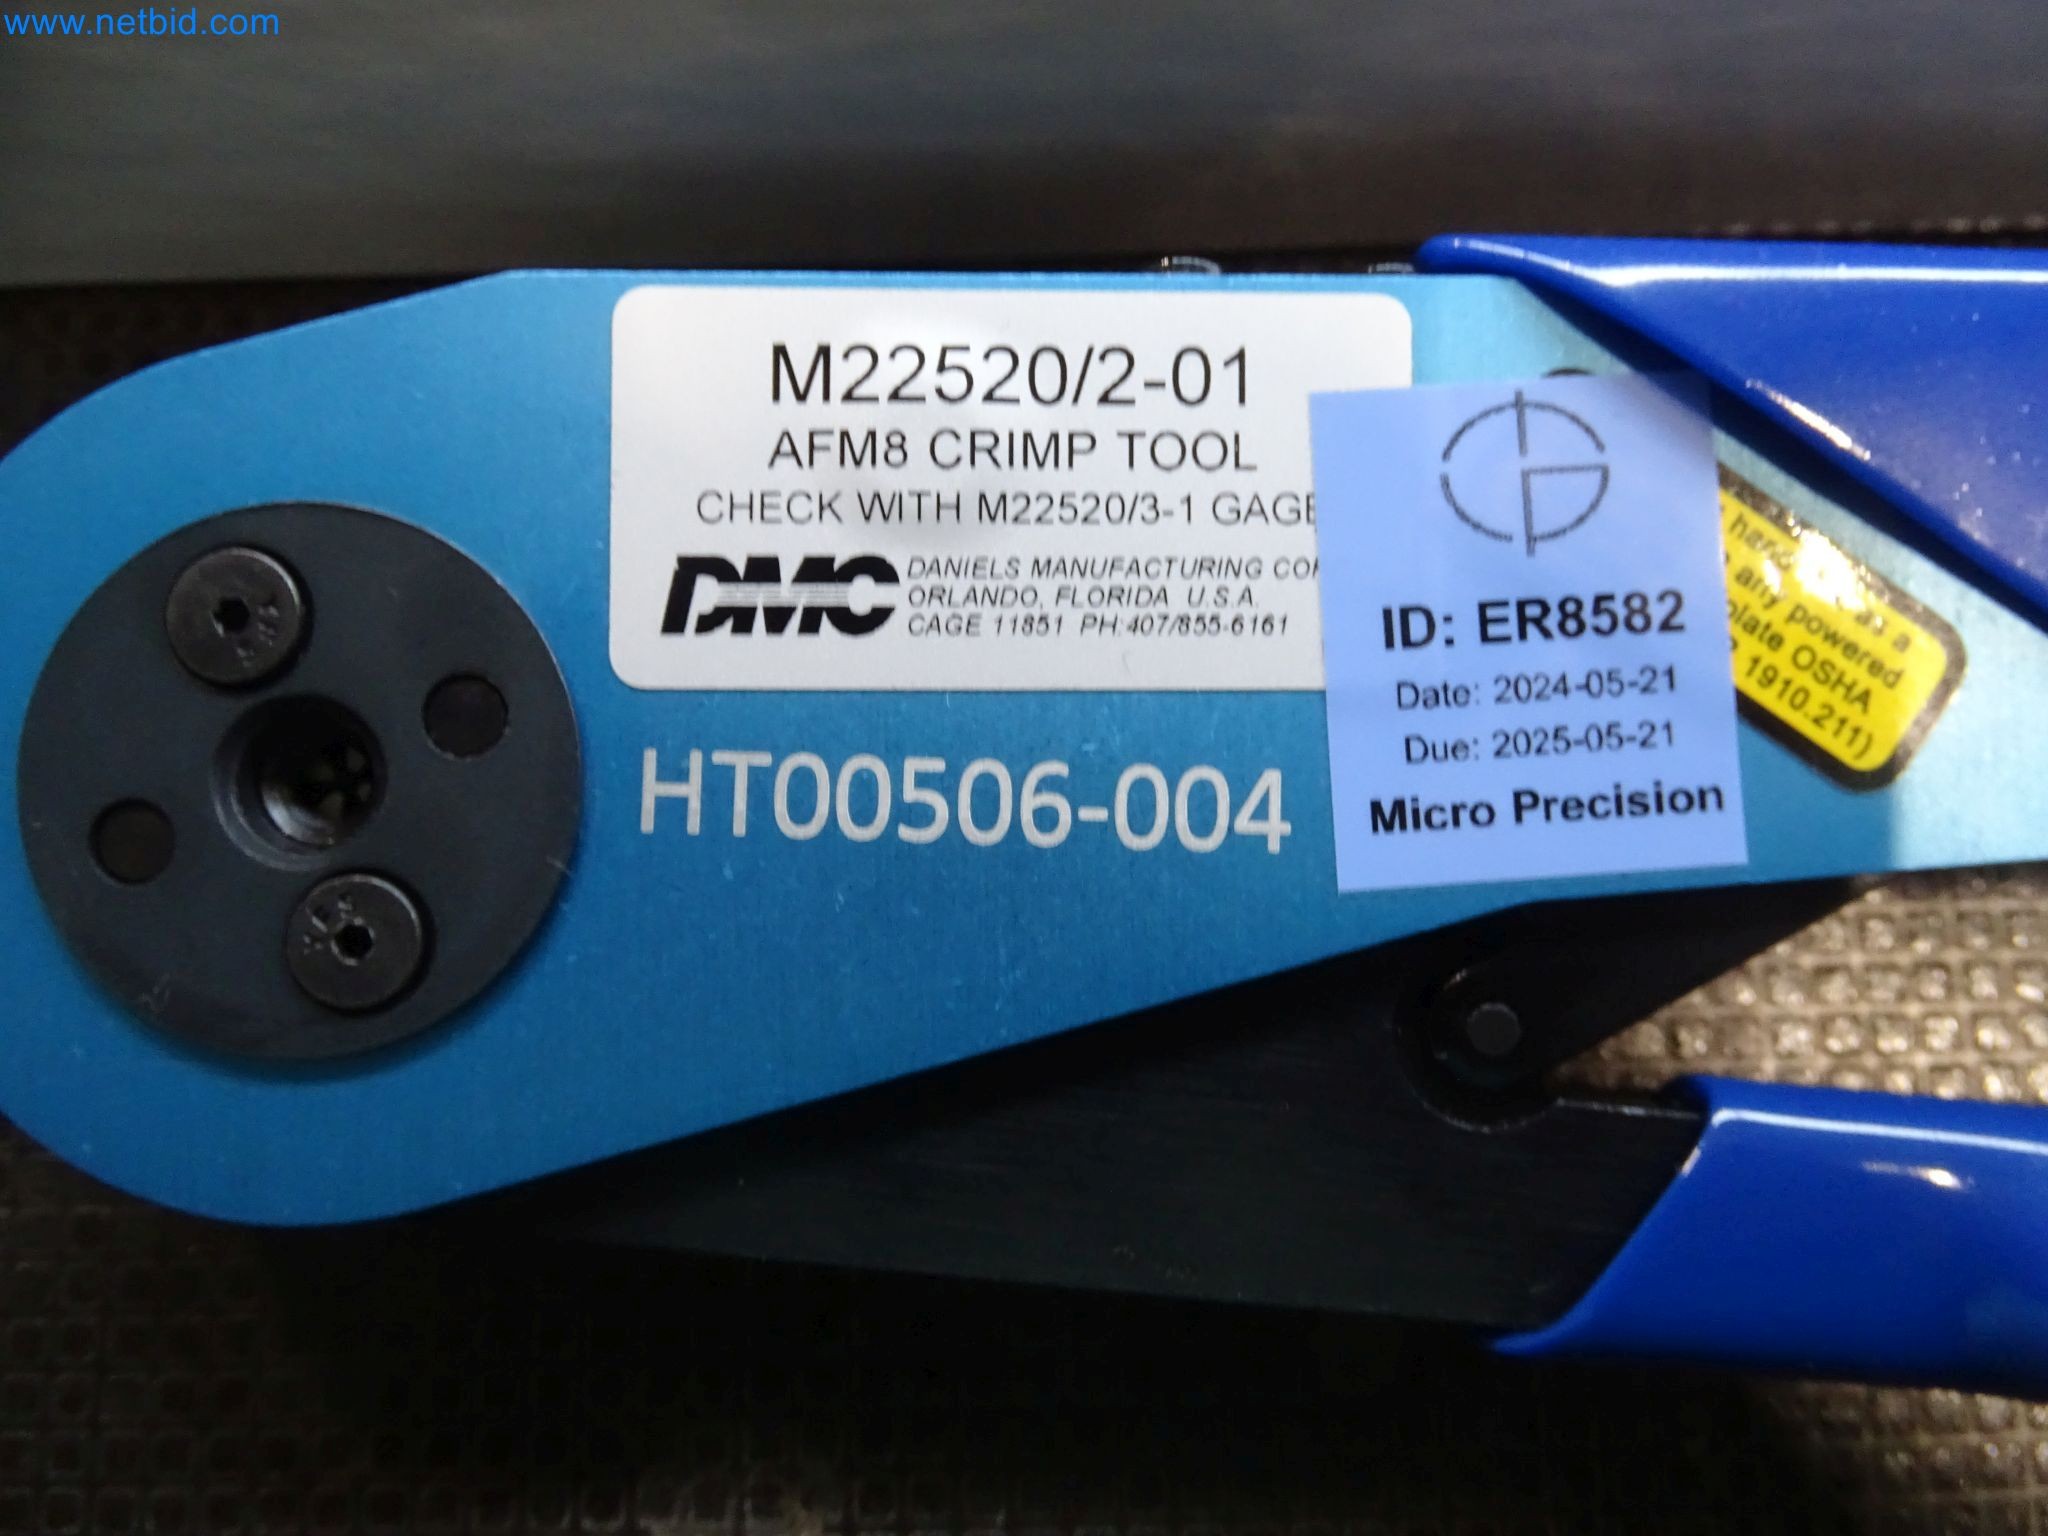 www.netbid.com
M22520/2-01
AFM8 CRIMP TOOL
CHECK WITH M22520/3-1 GAGE
DMC
DANIELS MANUFACTURING
ORLANDO, FLORIDA U.S.A.
CAGE 11851 PH:407/855-6161
HT00506-004
ID: ER8582
Date: 2024-05-21
Due: 2025-05-21
Micro Precision
as a
any powered
OSHA
1910.211)